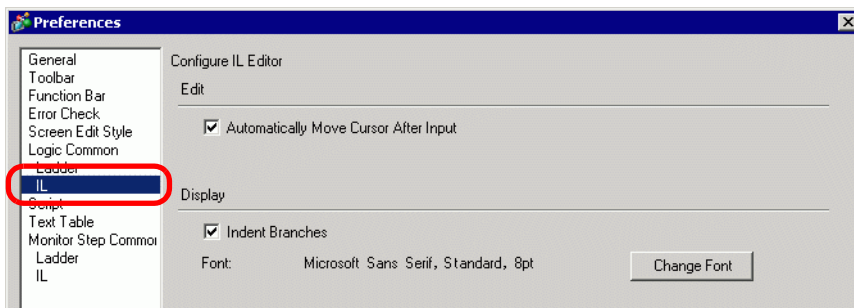 Preferences
General
Toolbar
Function Bar
Error Check
Screen Edit Style
Logic Common
Ladder
IL
Script
Text Table
Monitor Step Commor
Ladder
IL
Configure IL Editor
Edit
Automatically Move Cursor After Input
Display
Indent Branches
Font: Microsoft Sans Serif, Standard, 8pt Change Font